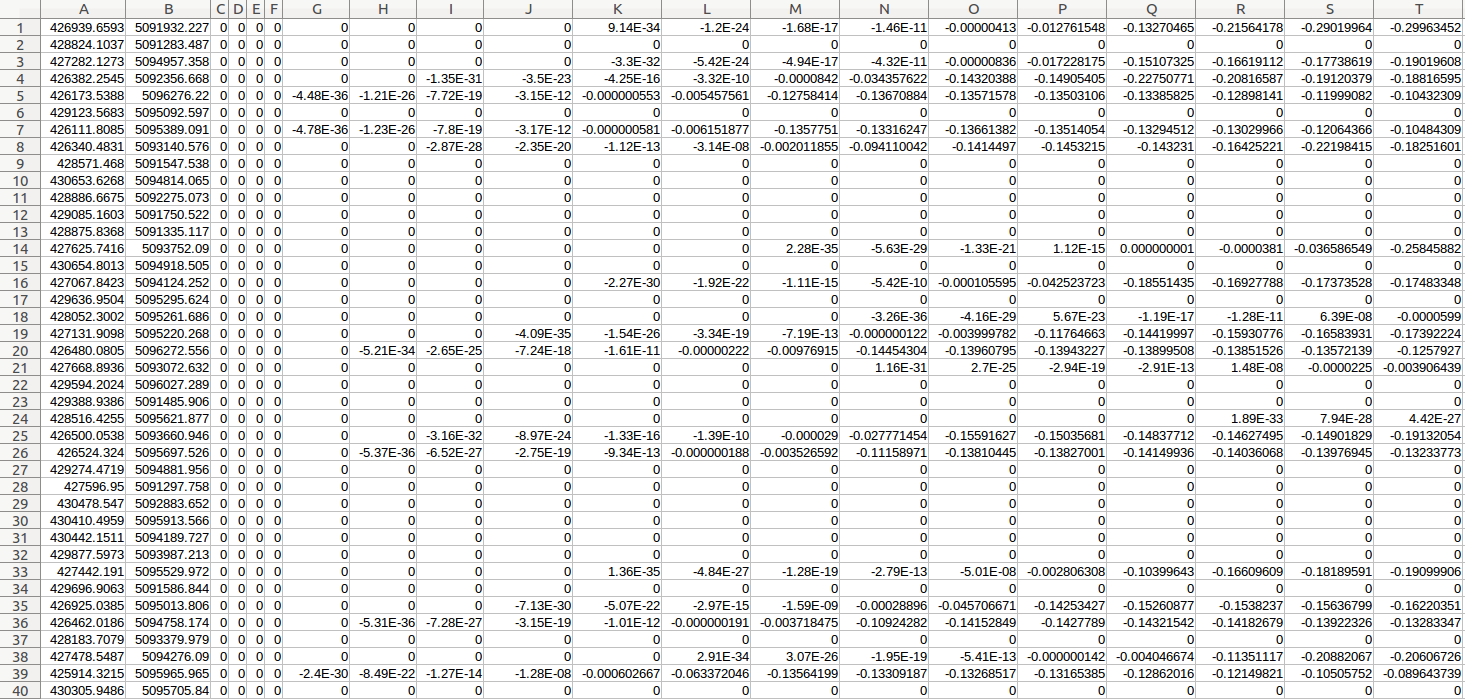 A B C D E F G H I J K L M N O P Q R S T
1 426939.6593 5091932.227 0 0 0 0 0 0 0 0 9.14E-34 -1.2E-24 -1.68E-17 -1.46E-11 -0.00000413 -0.012761548 -0.13270465 -0.21564178 -0.29019964 -0.29963452
2 428824.1037 5091283.487 0 0 0 0 0 0 0 0 0 0 0 0 0 0 0 0 0 0
3 427282.1273 5094957.358 0 0 0 0 0 0 0 0 -3.3E-32 -5.42E-24 -4.94E-17 -4.32E-11 -0.00000836 -0.017228175 -0.15107325 -0.16619112 -0.17738619 -0.19019608
4 426382.2545 5092356.668 0 0 0 0 0 0 -1.35E-31 -3.5E-23 -4.25E-16 -3.32E-10 -0.0000842 -0.034357622 -0.14320388 -0.14905405 -0.22750771 -0.20816587 -0.19120379 -0.18816595
5 426173.5388 5096276.22 0 0 0 0 -4.48E-36 -1.21E-26 -7.72E-19 -3.15E-12 -0.000000553 -0.005457561 -0.12758414 -0.13670884 -0.13571578 -0.13503106 -0.13385825 -0.12898141 -0.11999082 -0.10432309
6 429123.5683 5095092.597 0 0 0 0 0 0 0 0 0 0 0 0 0 0 0 0 0 0
7 426111.8085 5095389.091 0 0 0 0 -4.78E-36 -1.23E-26 -7.8E-19 -3.17E-12 -0.000000581 -0.006151877 -0.1357751 -0.13316247 -0.13661382 -0.13514054 -0.13294512 -0.13029966 -0.12064366 -0.10484309
8 426340.4831 5093140.576 0 0 0 0 0 0 -2.87E-28 -2.35E-20 -1.12E-13 -3.14E-08 -0.002011855 -0.094110042 -0.1414497 -0.1453215 -0.143231 -0.16425221 -0.22198415 -0.18251601
9 428571.468 5091547.538 0 0 0 0 0 0 0 0 0 0 0 0 0 0 0 0 0 0
10 430653.6268 5094814.065 0 0 0 0 0 0 0 0 0 0 0 0 0 0 0 0 0 0
11 428886.6675 5092275.073 0 0 0 0 0 0 0 0 0 0 0 0 0 0 0 0 0 0
12 429085.1603 5091750.522 0 0 0 0 0 0 0 0 0 0 0 0 0 0 0 0 0 0
13 428875.8368 5091335.117 0 0 0 0 0 0 0 0 0 0 0 0 0 0 0 0 0 0
14 427625.7416 5093752.09 0 0 0 0 0 0 0 0 0 0 2.28E-35 -5.63E-29 -1.33E-21 1.12E-15 0.000000001 -0.0000381 -0.036586549 -0.25845882
15 430654.8013 5094918.505 0 0 0 0 0 0 0 0 0 0 0 0 0 0 0 0 0 0
16 427067.8423 5094124.252 0 0 0 0 0 0 0 0 -2.27E-30 -1.92E-22 -1.11E-15 -5.42E-10 -0.000105595 -0.042523723 -0.18551435 -0.16927788 -0.17373528 -0.17483348
17 429636.9504 5095295.624 0 0 0 0 0 0 0 0 0 0 0 0 0 0 0 0 0 0
18 428052.3002 5095261.686 0 0 0 0 0 0 0 0 0 0 0 -3.26E-36 -4.16E-29 5.67E-23 -1.19E-17 -1.28E-11 6.39E-08 -0.0000599
19 427131.9098 5095220.268 0 0 0 0 0 0 0 -4.09E-35 -1.54E-26 -3.34E-19 -7.19E-13 -0.000000122 -0.003999782 -0.11764663 -0.14419997 -0.15930776 -0.16583931 -0.17392224
20 426480.0805 5096272.556 0 0 0 0 0 -5.21E-34 -2.65E-25 -7.24E-18 -1.61E-11 -0.00000222 -0.00976915 -0.14454304 -0.13960795 -0.13943227 -0.13899508 -0.13851526 -0.13572139 -0.1257927
21 427668.8936 5093072.632 0 0 0 0 0 0 0 0 0 0 0 1.16E-31 2.7E-25 -2.94E-19 -2.91E-13 1.48E-08 -0.0000225 -0.003906439
22 429594.2024 5096027.289 0 0 0 0 0 0 0 0 0 0 0 0 0 0 0 0 0 0
23 429388.9386 5091485.906 0 0 0 0 0 0 0 0 0 0 0 0 0 0 0 0 0 0
24 428516.4255 5095621.877 0 0 0 0 0 0 0 0 0 0 0 0 0 0 0 1.89E-33 7.94E-28 4.42E-27
25 426500.0538 5093660.946 0 0 0 0 0 0 -3.16E-32 -8.97E-24 -1.33E-16 -1.39E-10 -0.000029 -0.027771454 -0.15591627 -0.15035681 -0.14837712 -0.14627495 -0.14901829 -0.19132054
26 426524.324 5095697.526 0 0 0 0 0 -5.37E-36 -6.52E-27 -2.75E-19 -9.34E-13 -0.000000188 -0.003526592 -0.11158971 -0.13810445 -0.13827001 -0.14149936 -0.14036068 -0.13976945 -0.13233773
27 429274.4719 5094881.956 0 0 0 0 0 0 0 0 0 0 0 0 0 0 0 0 0 0
28 427596.95 5091297.758 0 0 0 0 0 0 0 0 0 0 0 0 0 0 0 0 0 0
29 430478.547 5092883.652 0 0 0 0 0 0 0 0 0 0 0 0 0 0 0 0 0 0
30 430410.4959 5095913.566 0 0 0 0 0 0 0 0 0 0 0 0 0 0 0 0 0 0
31 430442.1511 5094189.727 0 0 0 0 0 0 0 0 0 0 0 0 0 0 0 0 0 0
32 429877.5973 5093987.213 0 0 0 0 0 0 0 0 0 0 0 0 0 0 0 0 0 0
33 427442.191 5095529.972 0 0 0 0 0 0 0 0 1.36E-35 -4.84E-27 -1.28E-19 -2.79E-13 -5.01E-08 -0.002806308 -0.10399643 -0.16609609 -0.18189591 -0.19099906
34 429696.9063 5091586.844 0 0 0 0 0 0 0 0 0 0 0 0 0 0 0 0 0 0
35 426925.0385 5095013.806 0 0 0 0 0 0 0 -7.13E-30 -5.07E-22 -2.97E-15 -1.59E-09 -0.00028896 -0.045706671 -0.14253427 -0.15260877 -0.1538237 -0.15636799 -0.16220351
36 426462.0186 5094758.174 0 0 0 0 0 -5.31E-36 -7.28E-27 -3.15E-19 -1.01E-12 -0.000000191 -0.003718475 -0.10924282 -0.14152849 -0.1427789 -0.14321542 -0.14182679 -0.13922326 -0.13283347
37 428183.7079 5093379.979 0 0 0 0 0 0 0 0 0 0 0 0 0 0 0 0 0 0
38 427478.5487 5094276.09 0 0 0 0 0 0 0 0 0 2.91E-34 3.07E-26 -1.95E-19 -5.41E-13 -0.000000142 -0.004046674 -0.11351117 -0.20882067 -0.20606726
39 425914.3215 5095965.965 0 0 0 0 -2.4E-30 -8.49E-22 -1.27E-14 -1.28E-08 -0.000602667 -0.063372046 -0.13564199 -0.13309187 -0.13268517 -0.13165385 -0.12862016 -0.12149821 -0.10505752 -0.089643739
40 430305.9486 5095705.84 0 0 0 0 0 0 0 0 0 0 0 0 0 0 0 0 0 0